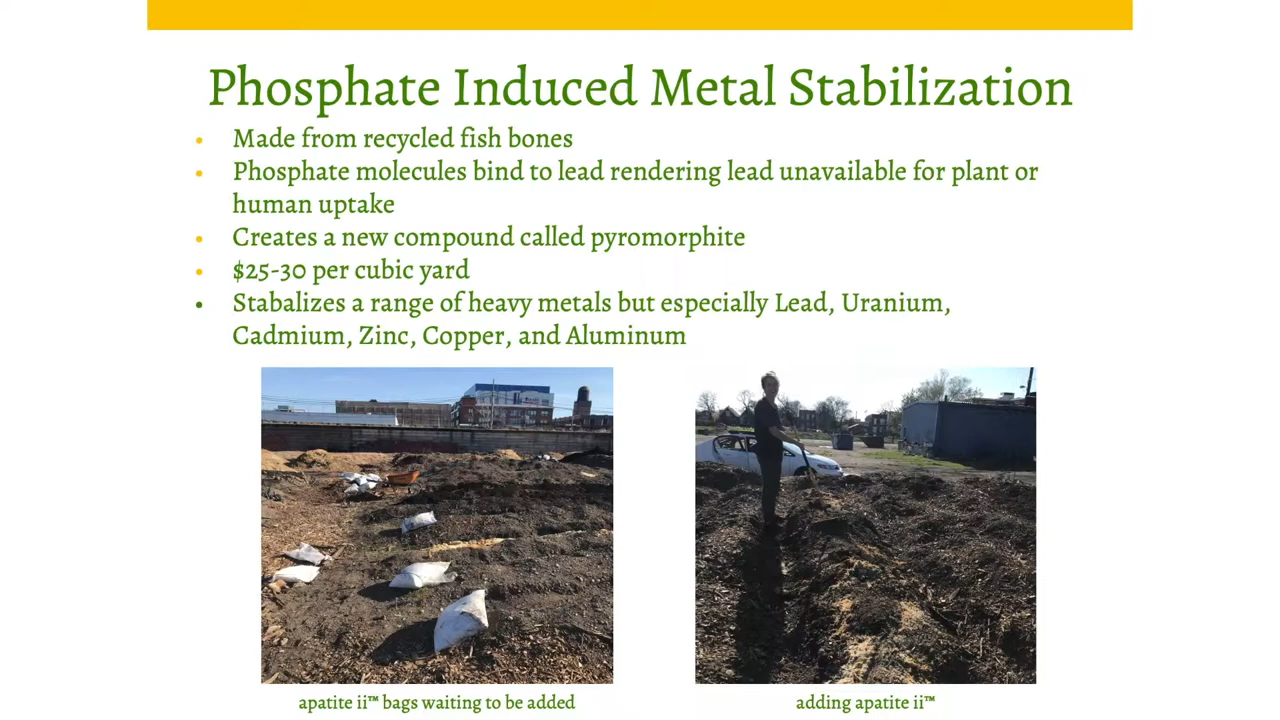 Phosphate Induced Metal Stabilization
• Made from recycled fish bones
• Phosphate molecules bind to lead rendering lead unavailable for plant or
human uptake
• Creates a new compound called pyromorphite
• $25-30 per cubic yard
• Stabalizes a range of heavy metals but especially Lead, Uranium,
Cadmium, Zinc, Copper, and Aluminum
apatite ii™ bags waiting to be added
adding apatite ii™